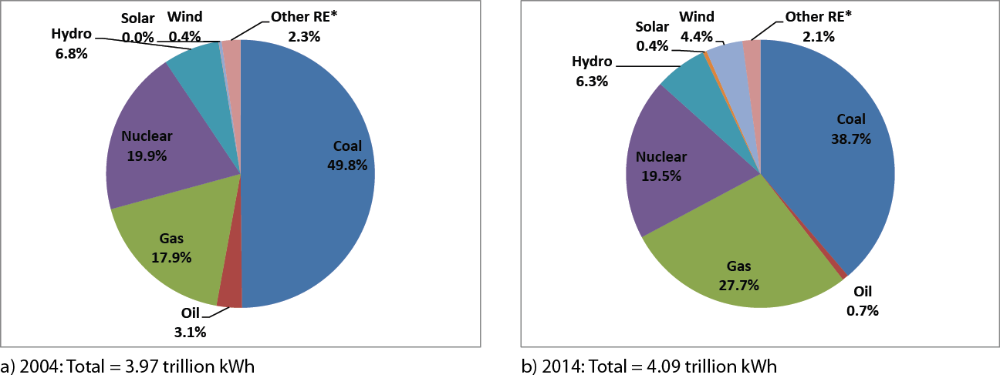 Solar
0.0%
Wind
0.4%
Other RE*
2.3%
Hydro
6.8%
Nuclear
19.9%
Coal
49.8%
Gas
17.9%
Oil
3.1%
a) 2004: Total = 3.97 trillion kWh
Solar
0.4%
Wind
4.4%
Other RE*
2.1%
Hydro
6.3%
Coal
38.7%
Nuclear
19.5%
Gas
27.7%
Oil
0.7%
b) 2014: Total = 4.09 trillion kWh